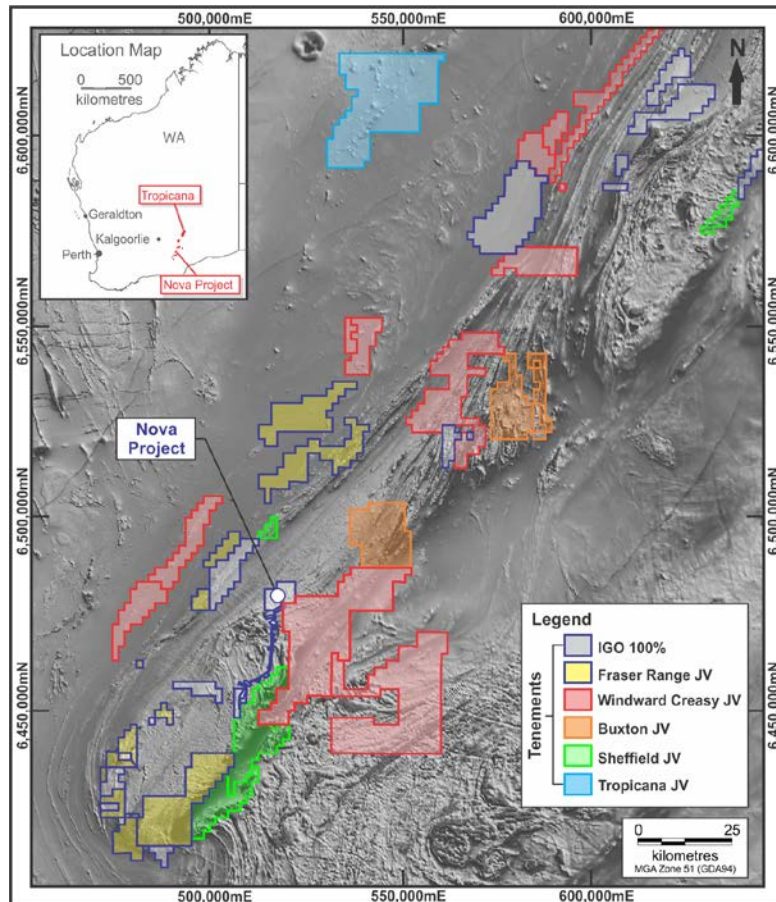 500,000mE
550,000mE
600,000mE
Location Map
0 500
kilometres
WA
Tropicana
Geraldton
Kalgoorlie
Perth
Nova Project
N
6,600,000mN
6,600,000mN
6,550,000mN
6,550,000mN
Nova
Project
6,500,000mN
6,500,000mN
6,450,000mN
6,450,000mN
Legend
Tenements
IGO 100%
Fraser Range JV
Windward Creasy JV
Buxton JV
Sheffield JV
Tropicana JV
0 25
kilometres
MGA Zone 51 (GDA94)
500,000mE
550,000mE
600,000mE